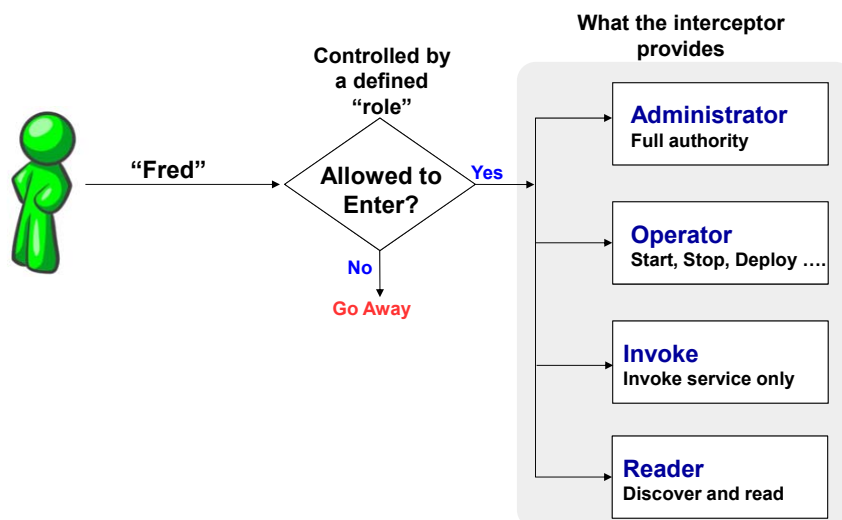 What the interceptor
provides
Controlled by
a defined
“role”
“Fred”
Allowed to
Enter?
Yes
No
Go Away
Administrator
Full authority
Operator
Start, Stop, Deploy ….
Invoke
Invoke service only
Reader
Discover and read